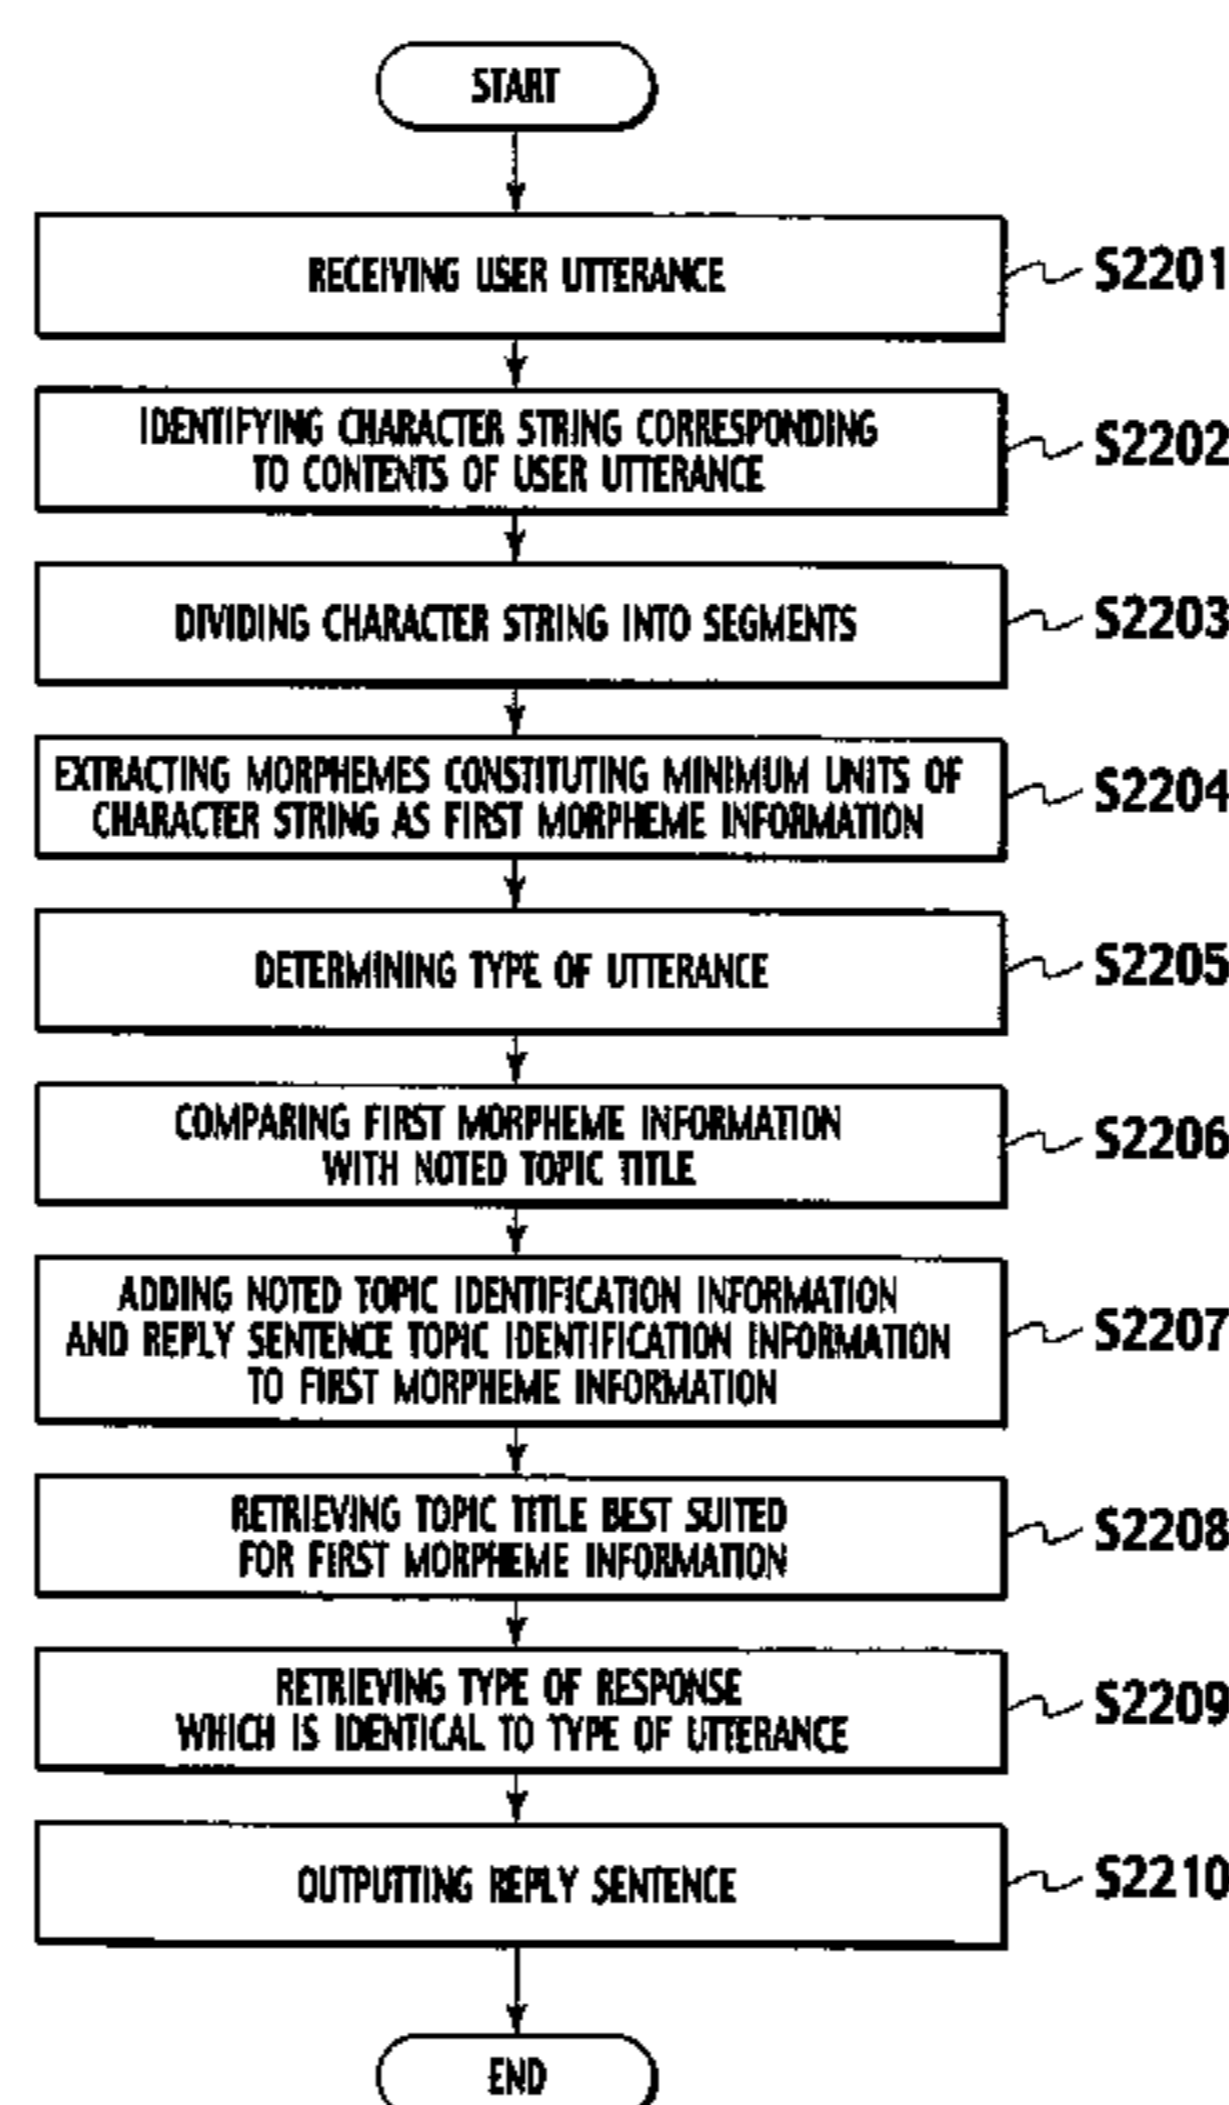 START
RECEIVING USER UTTERANCE
S2201
IDENTIFYING CHARACTER STRING CORRESPONDING
TO CONTENTS OF USER UTTERANCE
S2202
DIVIDING CHARACTER STRING INTO SEGMENTS
S2203
EXTRACTING MORPHEMES CONSTITUTING MINIMUM UNITS OF
CHARACTER STRING AS FIRST MORPHEME INFORMATION
S2204
DETERMINING TYPE OF UTTERANCE
S2205
COMPARING FIRST MORPHEME INFORMATION
WITH NOTED TOPIC TITLE
S2206
ADDING NOTED TOPIC IDENTIFICATION INFORMATION
AND REPLY SENTENCE TOPIC IDENTIFICATION INFORMATION
TO FIRST MORPHEME INFORMATION
S2207
RETRIEVING TOPIC TITLE BEST SUITED
FOR FIRST MORPHEME INFORMATION
S2208
RETRIEVING TYPE OF RESPONSE
WHICH IS IDENTICAL TO TYPE OF UTTERANCE
S2209
OUTPUTTING REPLY SENTENCE
S2210
END